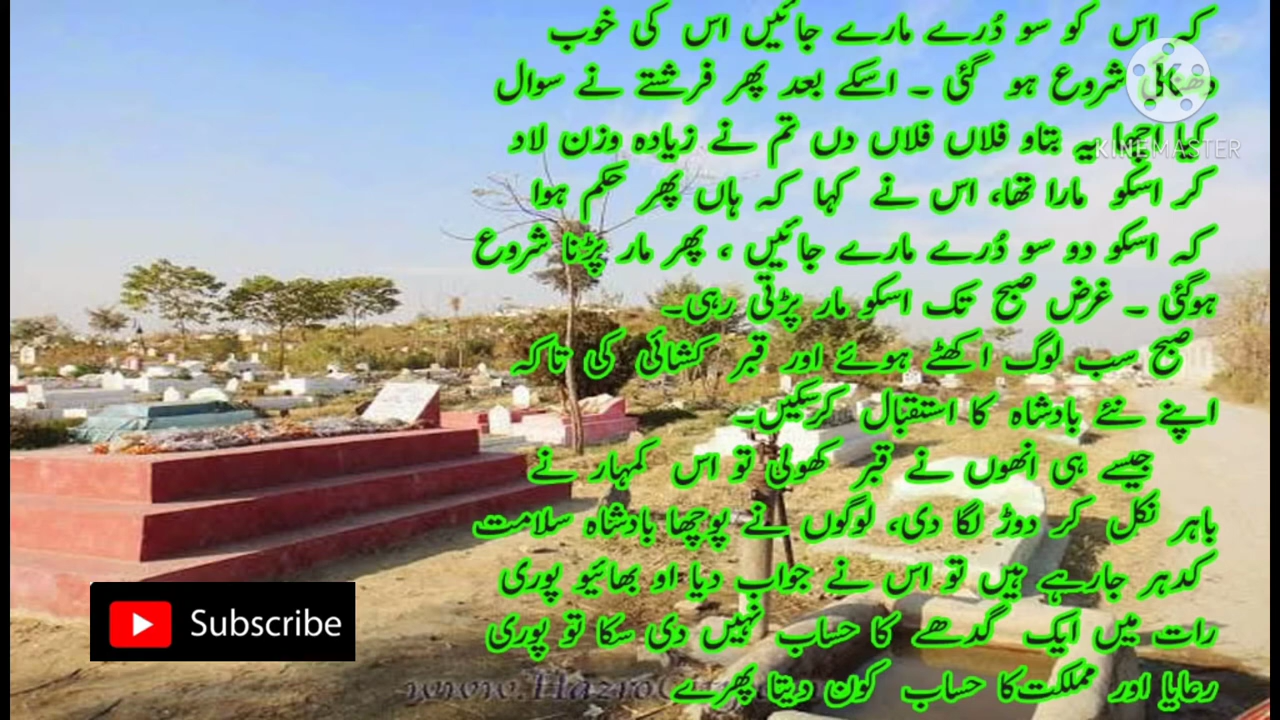 کہ اس کو سو دُرے مارے جائیں اس کی خوب
شروع ہو گئی ۔ اسکے بعد پھر فرشتے نے سوال
کیا اچھا یہ بتاو فلاں فلاں دں تم نے زیادہ وزن لاد
کر اسکو مارا تھا، اس نے کہا کہ ہاں پھر حکم ہوا
کہ اسکو دو سو دُرے مارے جائیں ، پھر مار پڑنا شروع
ہوگئی ۔ غرض صبح تک اسکو مار پڑتی رہی۔
صبح سب لوگ اکھٹے ہوئے اور قبر کشائی کی تاکہ
اپنے نئے بادشاہ کا استقبال کرسکیں۔
جیسے ہی انھوں نے قبر کھولی تو اس کمہار نے
باہر نکل کر دوڑ لگا دی، لوگوں نے پوچھا بادشاہ سلامت
کدہر جارہے ہیں تو اس نے جواب دیا او بھائیو پوری
رات میں ایک گدھے کا حساب نہیں دی سکا تو پوری
رعایا اور مملکت کا حساب کون دیتا پھرے
KINEMASTER
Subscribe